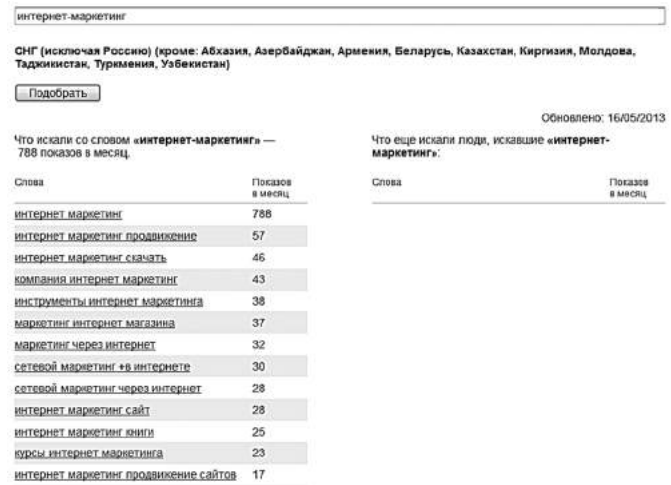 интернет-маркетинг
СНГ (исключая Россию) (кроме: Абхазия, Азербайджан, Армения, Беларусь, Казахстан, Киргизия, Молдова,
Таджикистан, Туркмения, Узбекистан)
Подобрать
Обновлено: 16/05/2013
Что искали со словом «интернет-маркетинг» —
788 показов в месяц.
Слова Показов
в месяц
интернет маркетинг 788
интернет маркетинг продвижение 57
интернет маркетинг скачать 46
компания интернет маркетинг 43
инструменты интернет маркетинга 38
маркетинг интернет магазина 37
маркетинг через интернет 32
сетевой маркетинг +в интернете 30
сетевой маркетинг через интернет 28
интернет маркетинг сайт 28
интернет маркетинг книги 25
курсы интернет маркетинга 23
интернет маркетинг продвижение сайтов 17
Что еще искали люди, искавшие «интернет-
маркетинг»:
Слова Показов
в месяц